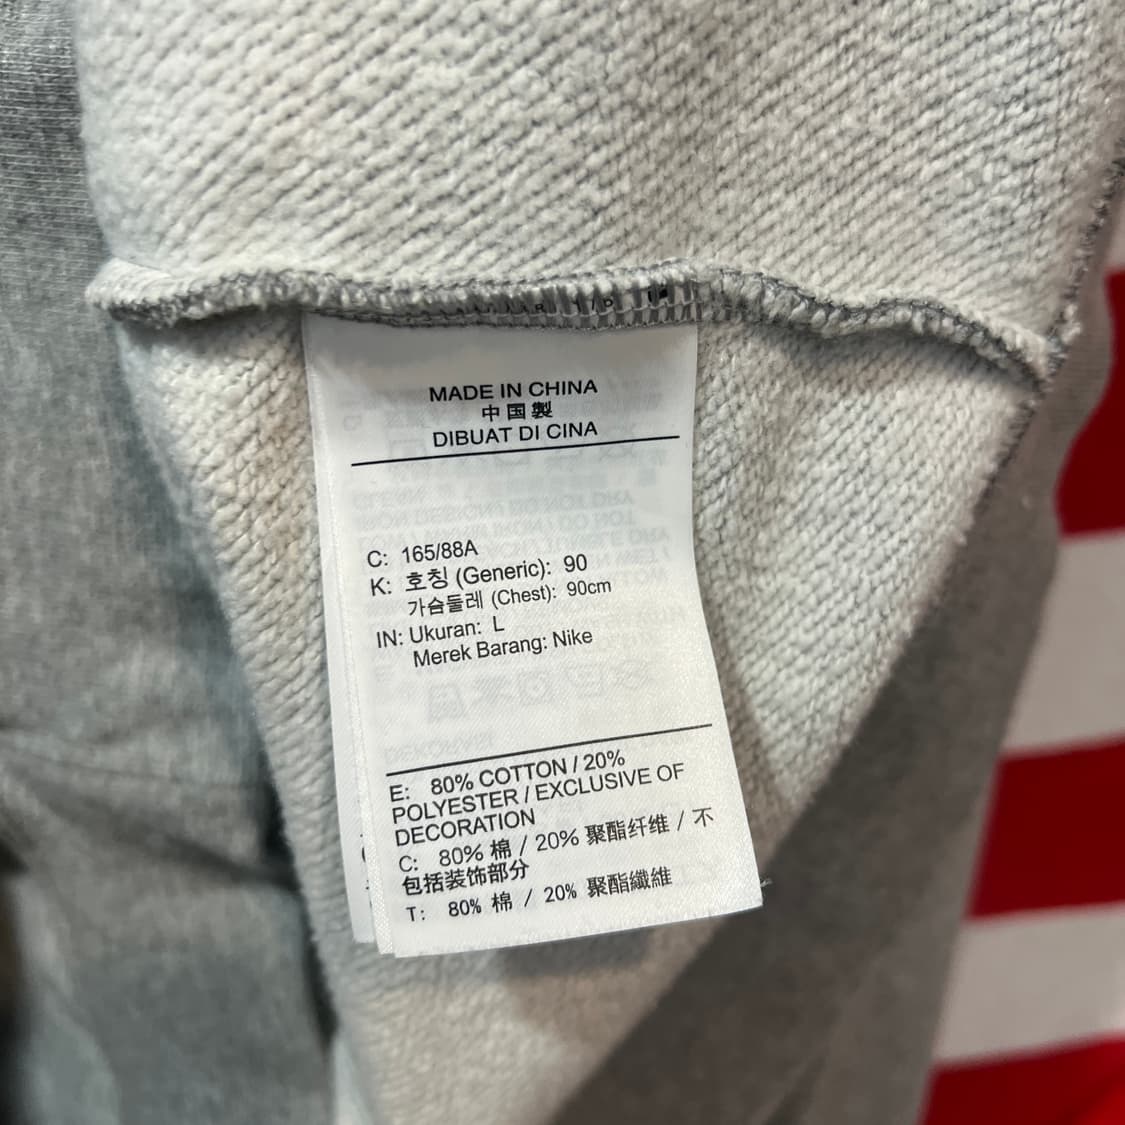 MADE IN CHINA
中 国 製
DIBUAT DI CINA
C: 165/88A
K: 호칭 (Generic): 90
가슴둘레 (Chest): 90cm
IN: Ukuran: L
Merek Barang: Nike
E: 80% COTTON / 20%
POLYESTER / EXCLUSIVE OF
DECORATION
C: 80% 棉 / 20% 聚酯纤维 / 不
包括装饰部分
T: 80% 棉 / 20% 聚酯纖維